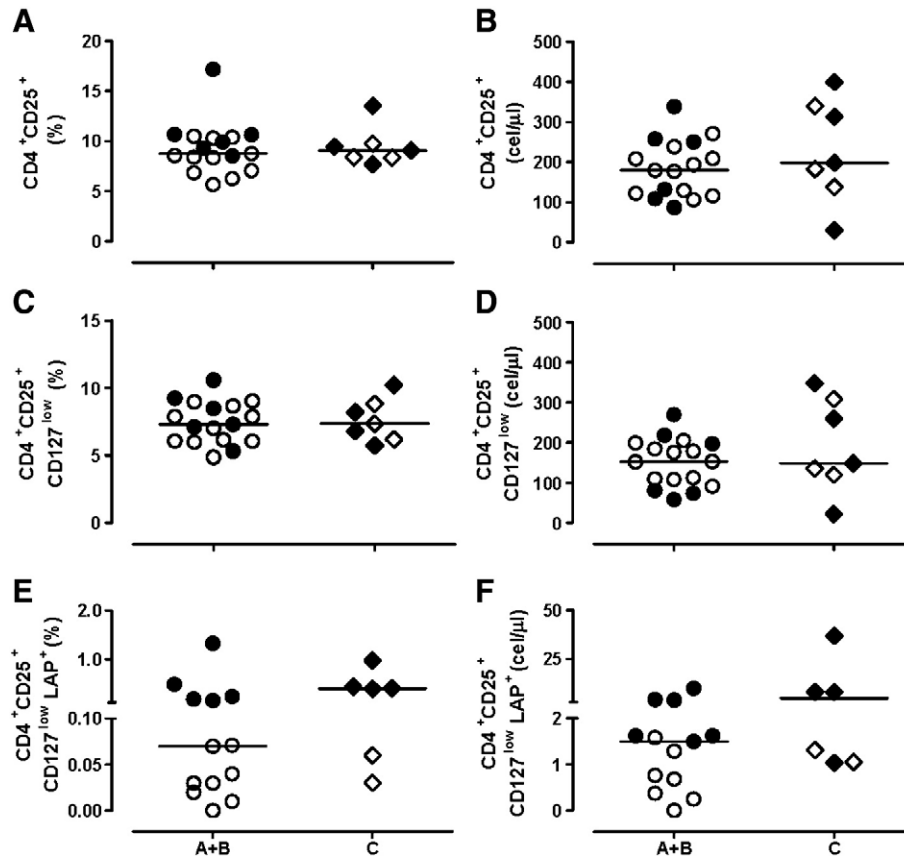 A
B
CD4 +CD25 +
(%)
20
15
10
5
0
CD4 +CD25 +
(cel/µl)
500
400
300
200
100
0
C
D
CD4 +CD25 +
CD127 low (%)
15
10
5
0
CD4 +CD25 +
CD127 low (cel/µl)
500
400
300
200
100
0
E
F
CD4 +CD25 +
CD127 low LAP+ (%)
2.0
1.0
0.10
0.05
0.00
A+B
C
CD4 +CD25 +
CD127 low LAP+ (cel/µl)
50
25
2
1
0
A+B
C